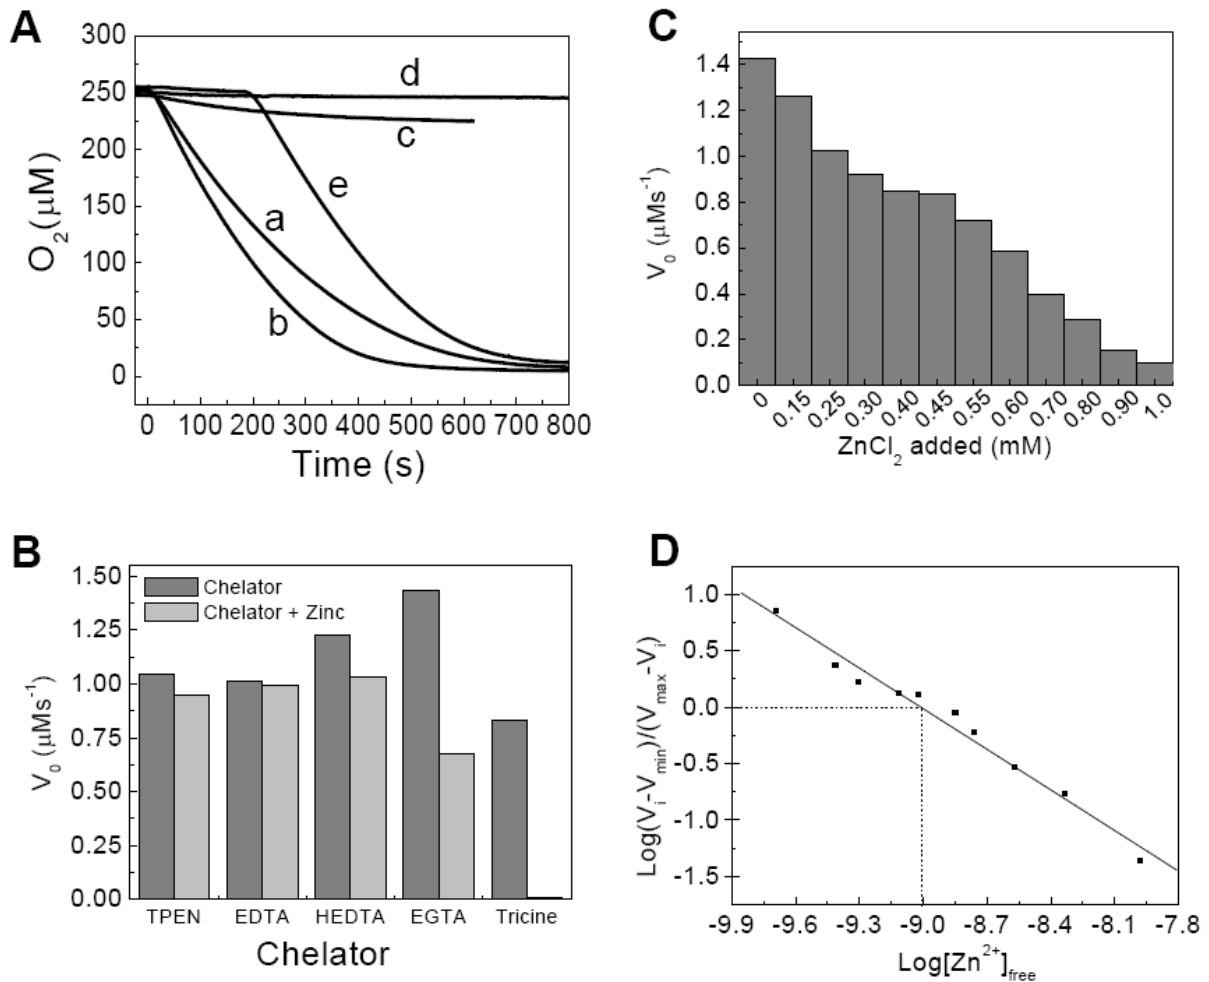 A
300
250
200
150
100
50
0
O2(μM)
d
c
e
a
b
0 100 200 300 400 500 600 700 800
Time (s)
C
1.4
1.2
1.0
0.8
0.6
0.4
0.2
0.0
V0 (μMs-1)
0 0.15 0.25 0.30 0.40 0.45 0.55 0.60 0.70 0.80 0.90 1.0
ZnCl2 added (mM)
B
1.50
1.25
1.00
0.75
0.50
0.25
0.00
V0 (μMs-1)
Chelator
Chelator + Zinc
TPEN EDTA HEDTA EGTA Tricine
Chelator
D
1.0
0.5
0.0
-0.5
-1.0
-1.5
Log(Vi-Vmin)/(Vmax-Vi)
-9.9 -9.6 -9.3 -9.0 -8.7 -8.4 -8.1 -7.8
Log[Zn2+]free